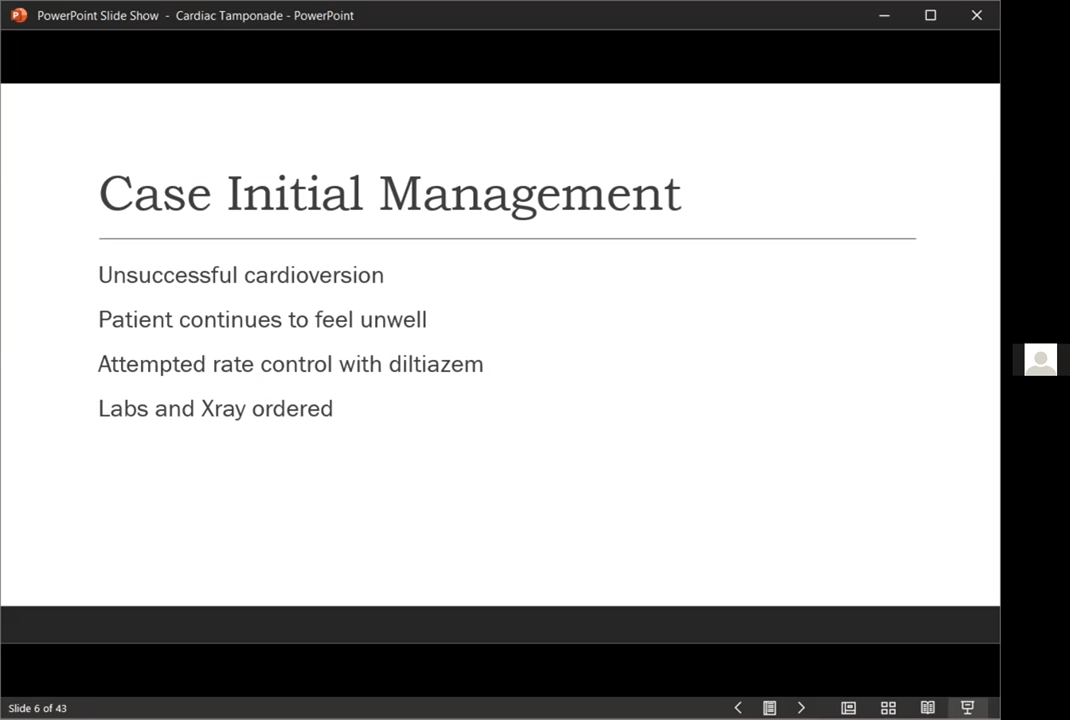 PowerPoint Slide Show - Cardiac Tamponade - PowerPoint
Case Initial Management
Unsuccessful cardioversion
Patient continues to feel unwell
Attempted rate control with diltiazem
Labs and Xray ordered
Slide 6 of 43